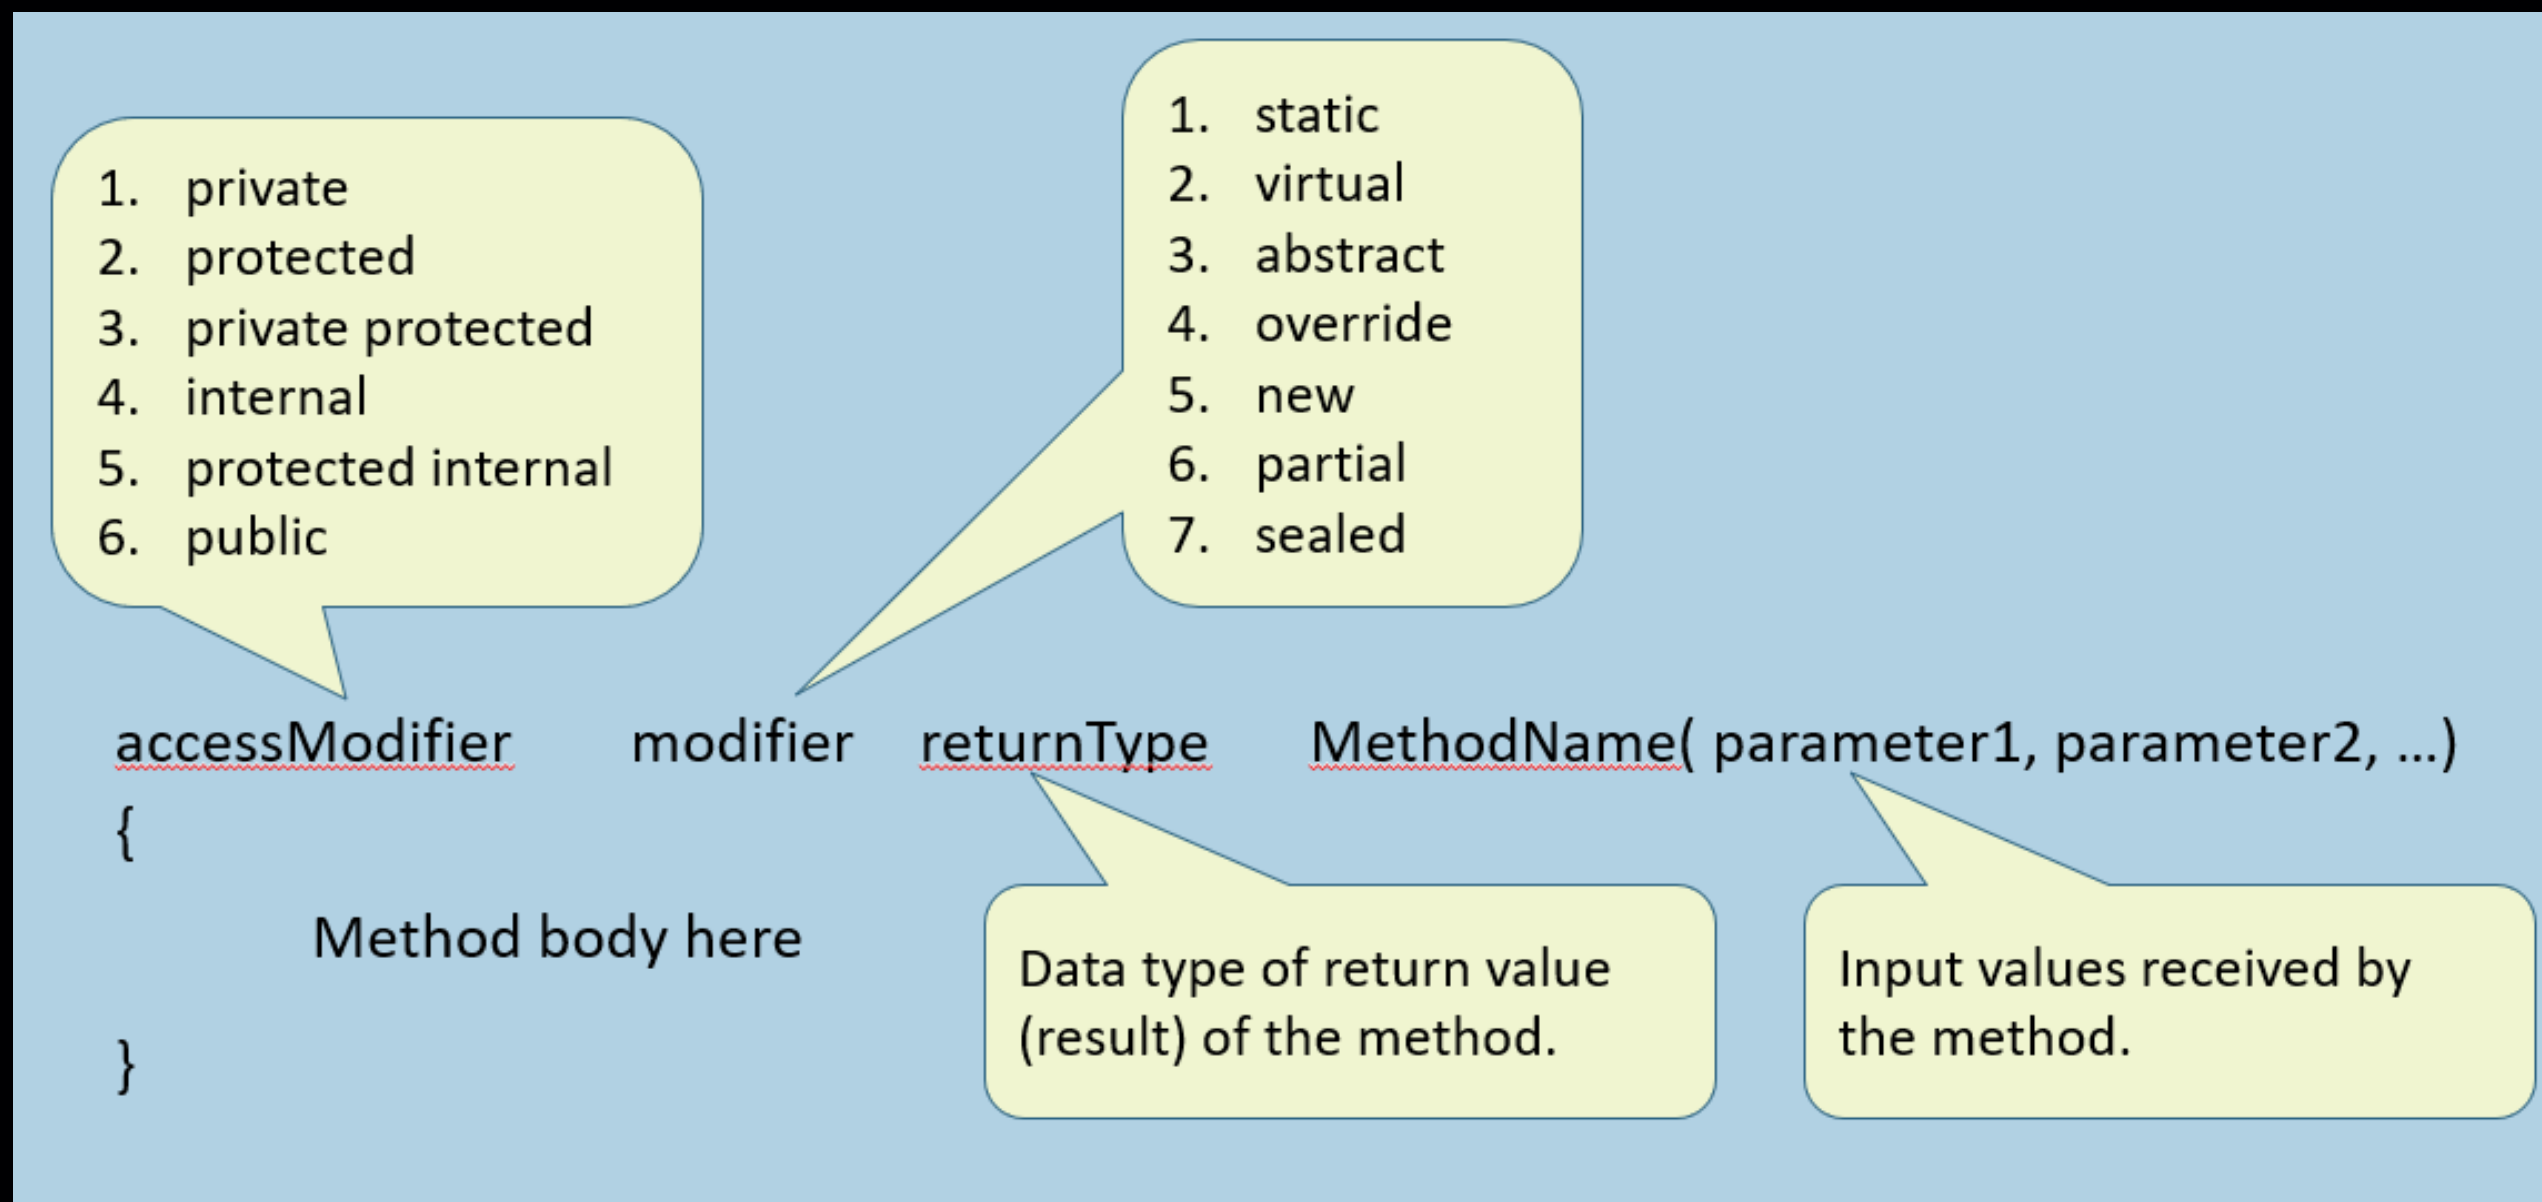 1. private
2. protected
3. private protected
4. internal
5. protected internal
6. public
1. static
2. virtual
3. abstract
4. override
5. new
6. partial
7. sealed
accessModifier modifier returnType MethodName( parameter1, parameter2, ...)
{
Method body here
}
Data type of return value
(result) of the method.
Input values received by
the method.